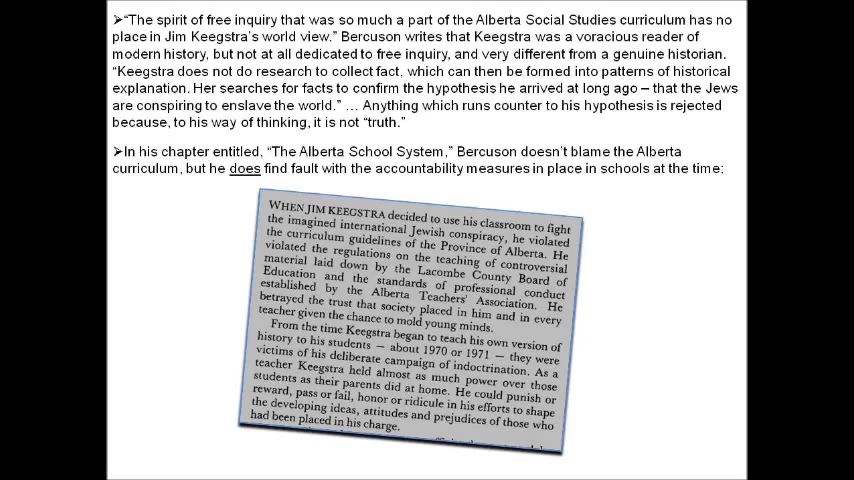 ➢“The spirit of free inquiry that was so much a part of the Alberta Social Studies curriculum has no
place in Jim Keegstra’s world view.” Bercuson writes that Keegstra was a voracious reader of
modern history, but not at all dedicated to free inquiry, and very different from a genuine historian.
“Keegstra does not do research to collect fact, which can then be formed into patterns of historical
explanation. Her searches for facts to confirm the hypothesis he arrived at long ago – that the Jews
are conspiring to enslave the world.” … Anything which runs counter to his hypothesis is rejected
because, to his way of thinking, it is not “truth.”
➢In his chapter entitled, “The Alberta School System,” Bercuson doesn’t blame the Alberta
curriculum, but he does find fault with the accountability measures in place in schools at the time:
WHEN JIM KEEGSTRA decided to use his classroom to fight
the imagined international Jewish conspiracy, he violated
the curriculum guidelines of the Province of Alberta. He
violated the regulations on the teaching of controversial
material laid down by the Lacombe County Board of
Education and the standards of professional conduct
established by the Alberta Teachers' Association. He
betrayed the trust that society placed in him and in every
teacher given the chance to mold young minds.
From the time Keegstra began to teach his own version of
history to his students — about 1970 or 1971 — they were
victims of his deliberate campaign of indoctrination. As a
teacher Keegstra held almost as much power over those
students as their parents did at home. He could punish or
reward, pass or fail, honor or ridicule in his efforts to shape
the developing ideas, attitudes and prejudices of those who
had been placed in his charge.